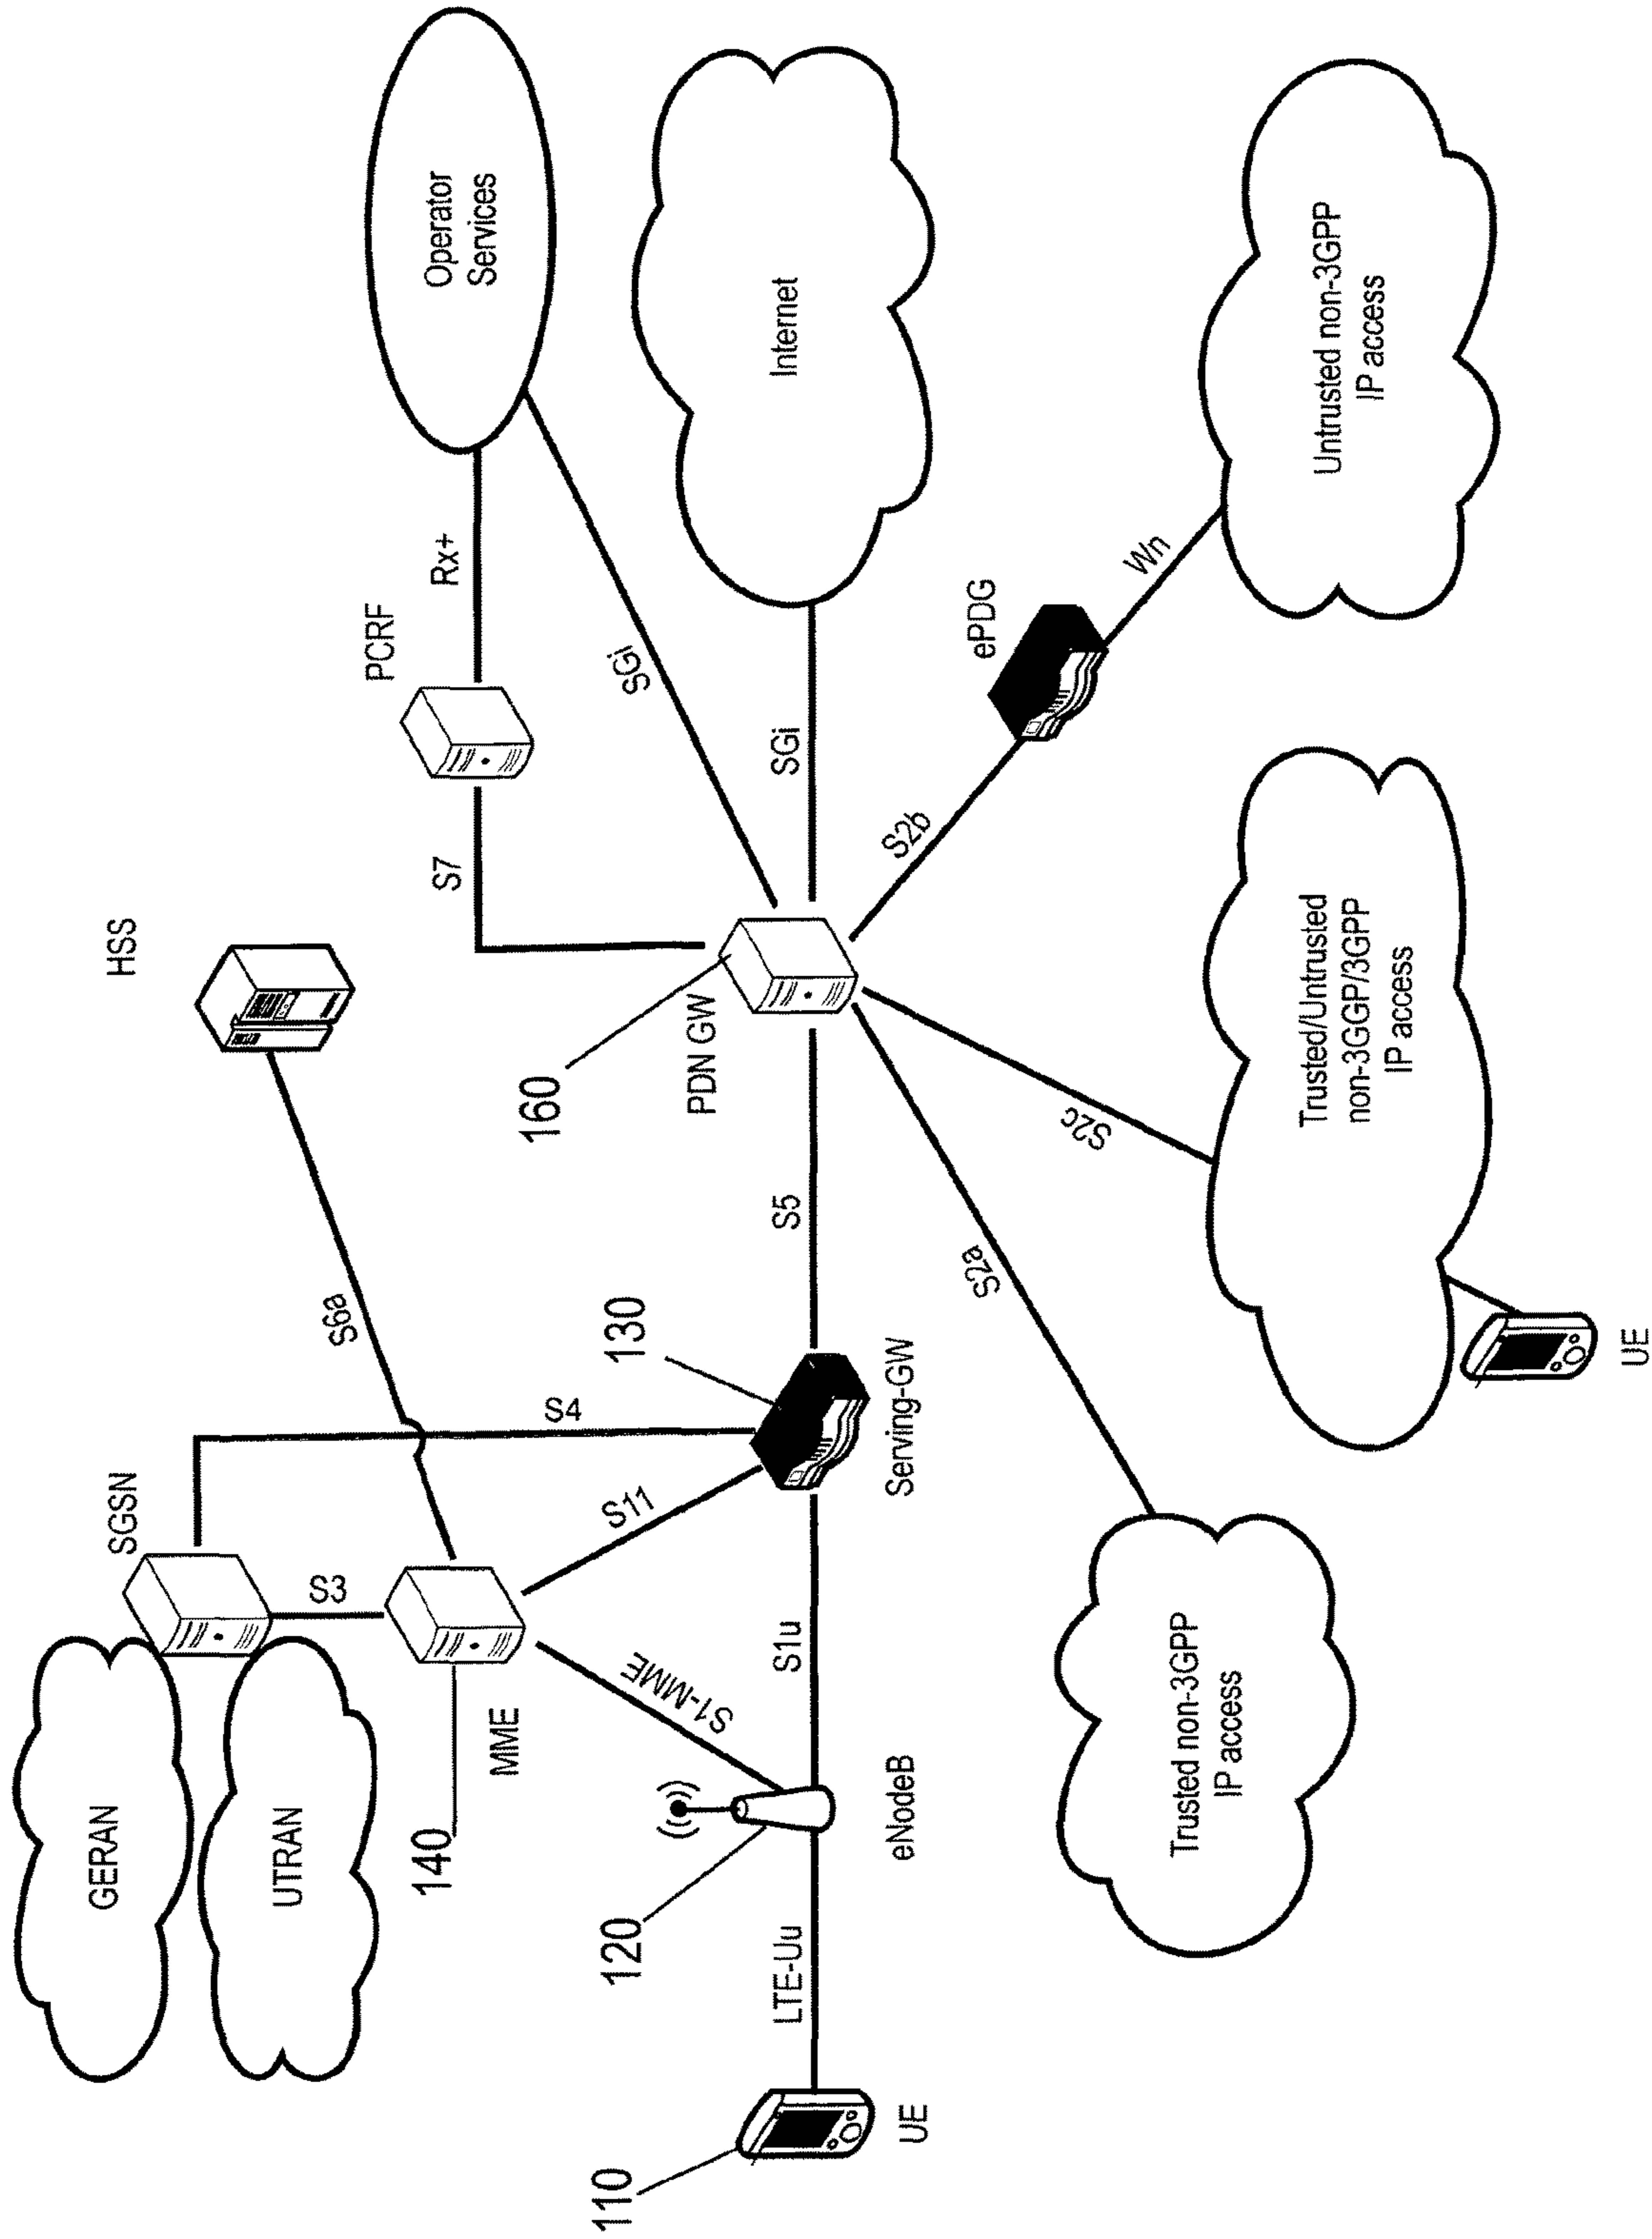 GERAN
UTRAN
SGSN
HSS
S3
S4
S6a
140
MME
S11
S1-MME
PCRF
S7
Rx+
Operator
Services
110
UE
LTE-Uu
120
eNodeB
S1u
130
Serving-GW
S5
160
PDN GW
SGi
SGi
Internet
S2a
S2c
S2b
ePDG
Wn
Trusted non-3GPP
IP access
Trusted/Untrusted
non-3GGP/3GPP
IP access
UE
Untrusted non-3GPP
IP access